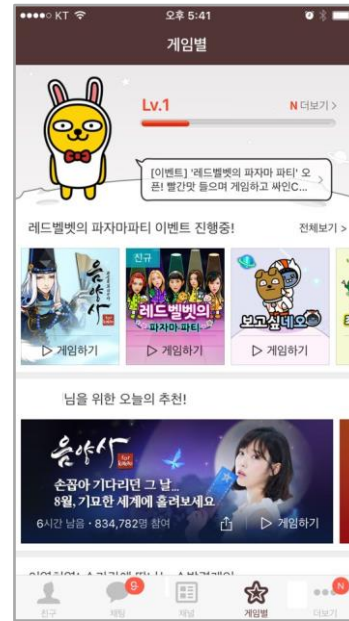 KT 오후 5:41
게임별
Lv.1
N 더보기 >
[이벤트] '레드벨벳의 파자마 파티' 오
픈! 빨간맛 들으며 게임하고 싸인C...
레드벨벳의 파자마파티 이벤트 진행중!
전체보기 >
음양사
for kakao
▷ 게임하기
신규
레드벨벳의
파자마 파티
▷ 게임하기
보고싶네오
▷ 게임하기
님을 위한 오늘의 추천!
음양사
for kakao
손꼽아 기다리던 그 날..
8월, 기묘한 세계에 홀려보세요
6시간 남음 · 834,782명 참여
▷ 게임하기
9
N
친구
채팅
채널
게임별
더보기